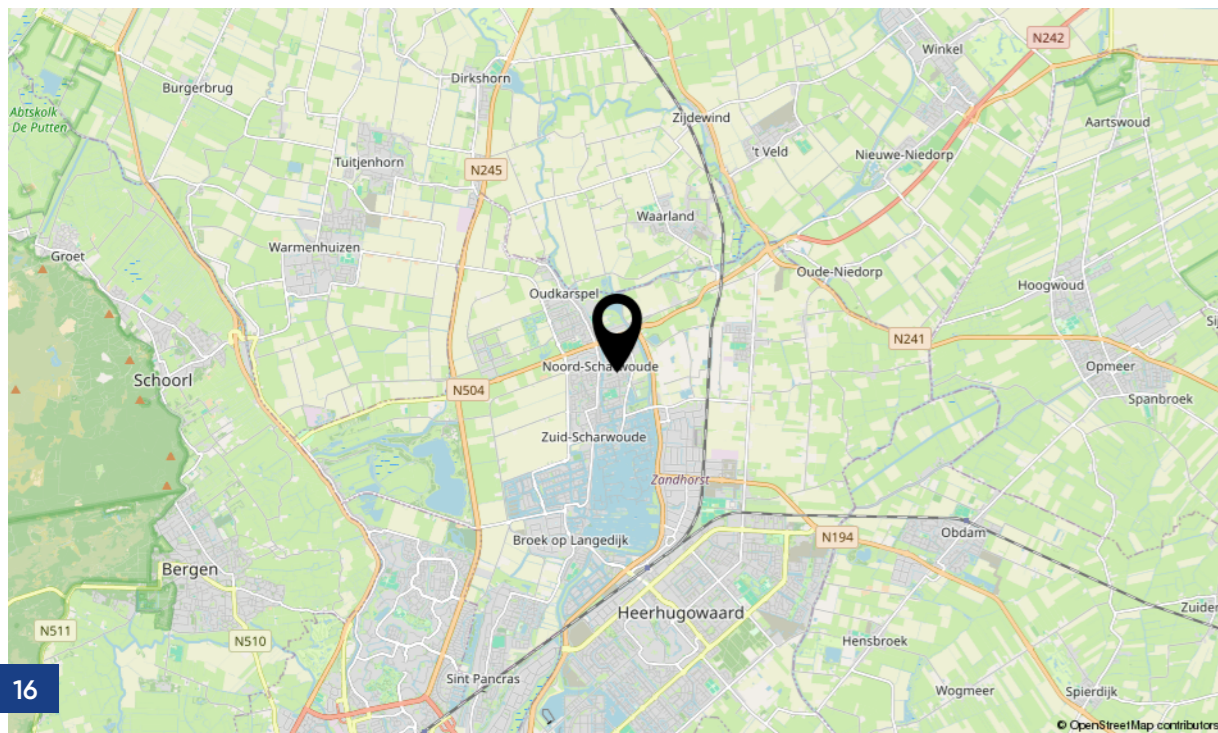 N242
Winkel
Dirkshorn
Burgerbrug
Abtskolk
De Putten
Zijdewind
Aartswoud
't Veld
Nieuwe-Niedorp
Tuitjenhorn
N245
Waarland
Warmenhuizen
Groet
Oude-Niedorp
Hoogwoud
Oudkarspel
N241
Noord-Scharwoude
Opmeer
Schoorl
N504
Spanbroek
Zuid-Scharwoude
Zandhorst
Obdam
N194
Broek op Langedijk
Bergen
Zuider
Heerhugowaard
N511
N510
Hensbroek
Sint Pancras
16
Wogmeer
Spierdijk
© OpenStreetMap contributors